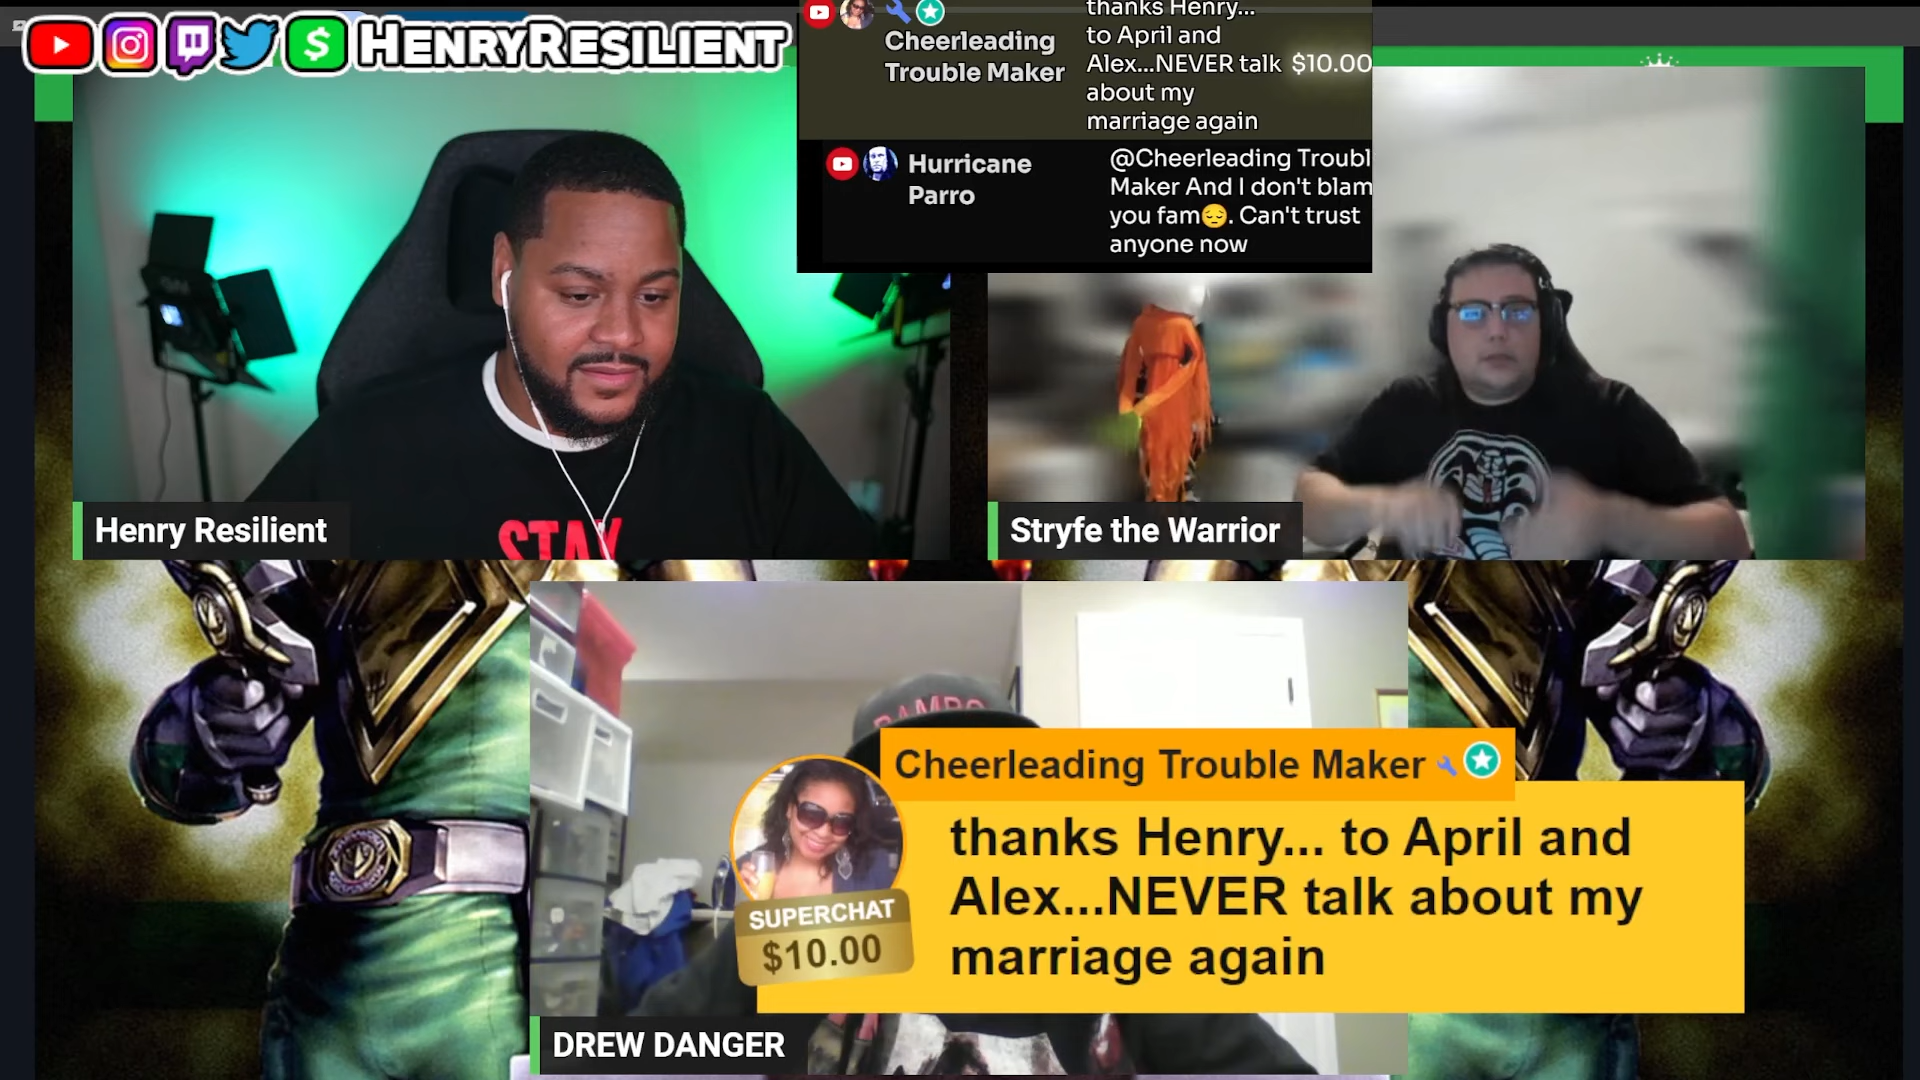 HENRYRESILIENT
Cheerleading
Trouble Maker
thanks Henry...
to April and
Alex...NEVER talk
about my
marriage again
$10.00
Hurricane
Parro
@Cheerleading Troubl
Maker And I don't blam
you fam😔. Can't trust
anyone now
STAY
Henry Resilient
Stryfe the Warrior
RAMBO
Cheerleading Trouble Maker
thanks Henry... to April and
Alex...NEVER talk about my
marriage again
SUPERCHAT
$10.00
DREW DANGER